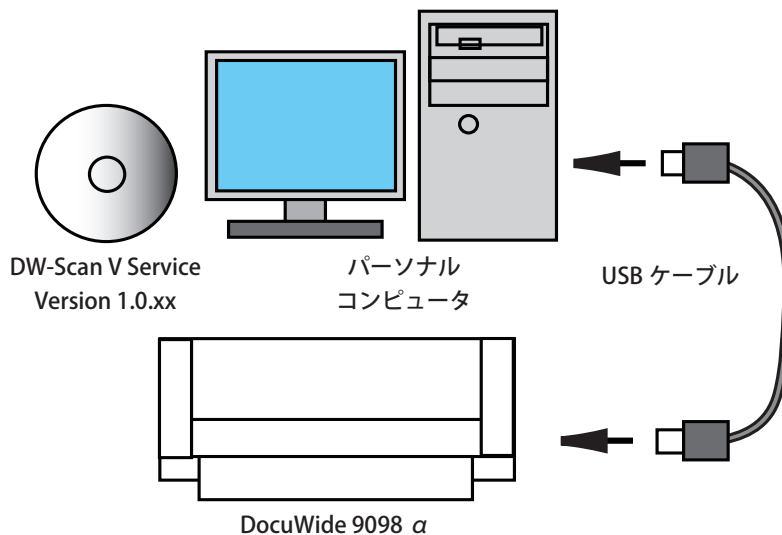 DW-Scan V Service
Version 1.0.xx
パーソナル
コンピュータ
USB ケーブル
DocuWide 9098 α